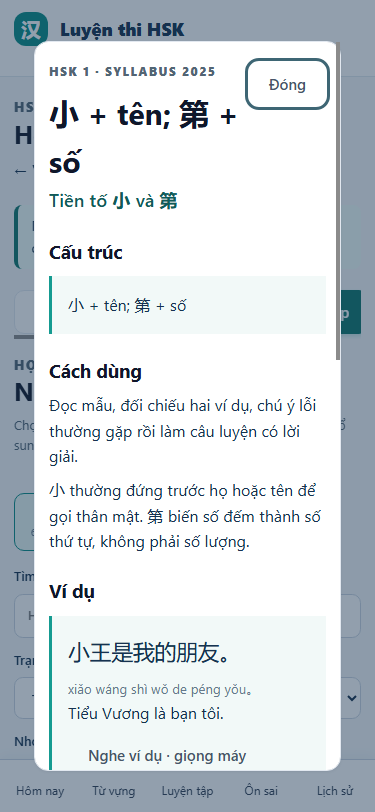 汉 Luyện thi HSK
HSK 1 · SYLLABUS 2025
Đóng
小 + tên; 第 +
số
Tiền tố 小 và 第
Cấu trúc
小 + tên; 第 + số
Cách dùng
Đọc mẫu, đối chiếu hai ví dụ, chú ý lỗi
thường gặp rồi làm câu luyện có lời
giải.
小 thường đứng trước họ hoặc tên để
gọi thân mật. 第 biến số đếm thành số
thứ tự, không phải số lượng.
Ví dụ
小王是我的朋友。
xiǎo wáng shì wǒ de péng yǒu。
Tiểu Vương là bạn tôi.
Nghe ví dụ · giọng máy
Hôm nay
Từ vựng
Luyện tập
Ôn sai
Lịch sử